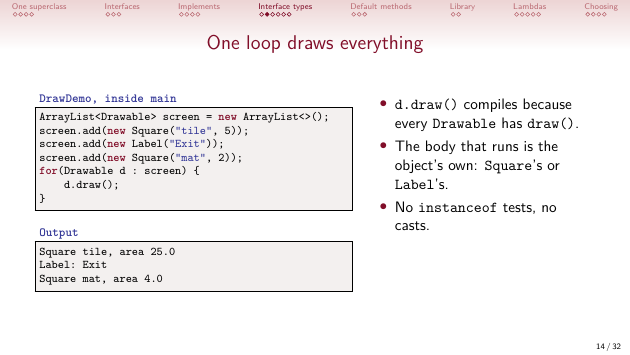 One superclass Interfaces Implements Interface types Default methods Library Lambdas Choosing
One loop draws everything
DrawDemo, inside main
ArrayList<Drawable> screen = new ArrayList<>();
screen.add(new Square("tile", 5));
screen.add(new Label("Exit"));
screen.add(new Square("mat", 2));
for(Drawable d : screen) {
    d.draw();
}
Output
Square tile, area 25.0
Label: Exit
Square mat, area 4.0
• d.draw() compiles because
every Drawable has draw().
• The body that runs is the
object's own: Square's or
Label's.
• No instanceof tests, no
casts.
14 / 32